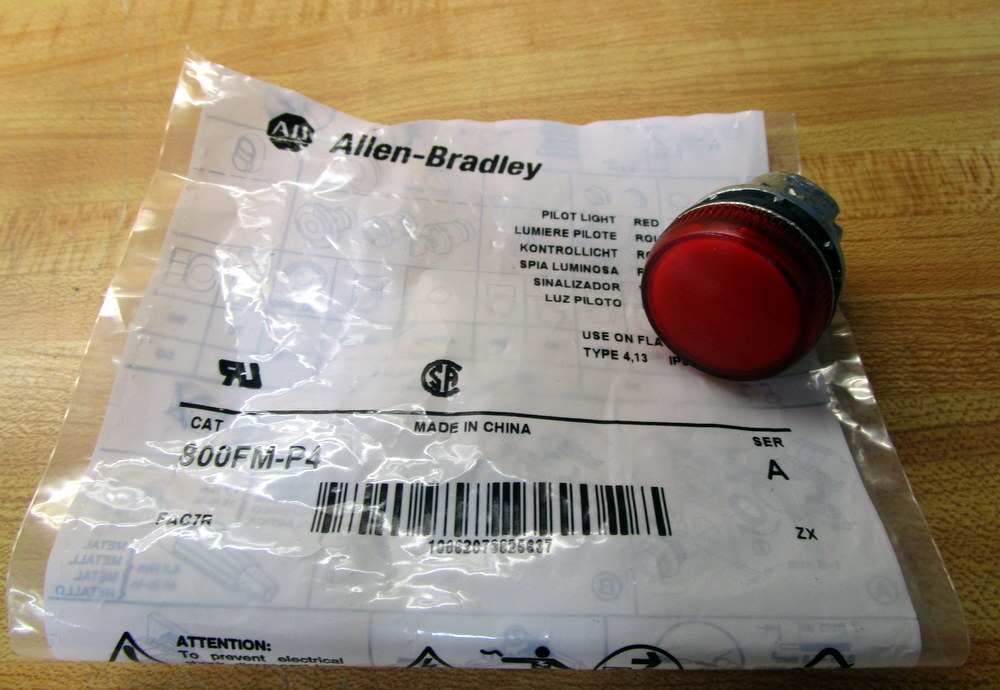 AB Allen-Bradley
PILOT LIGHT RED
LUMIERE PILOTE
KONTROLLICHT
SPIA LUMINOSA
SINALIZADOR
LUZ PILOTO
USE ON
TYPE 4,13
CAT
MADE IN CHINA
SER
800FM-P4
A
ZX
ATTENTION:
To prevent electrical